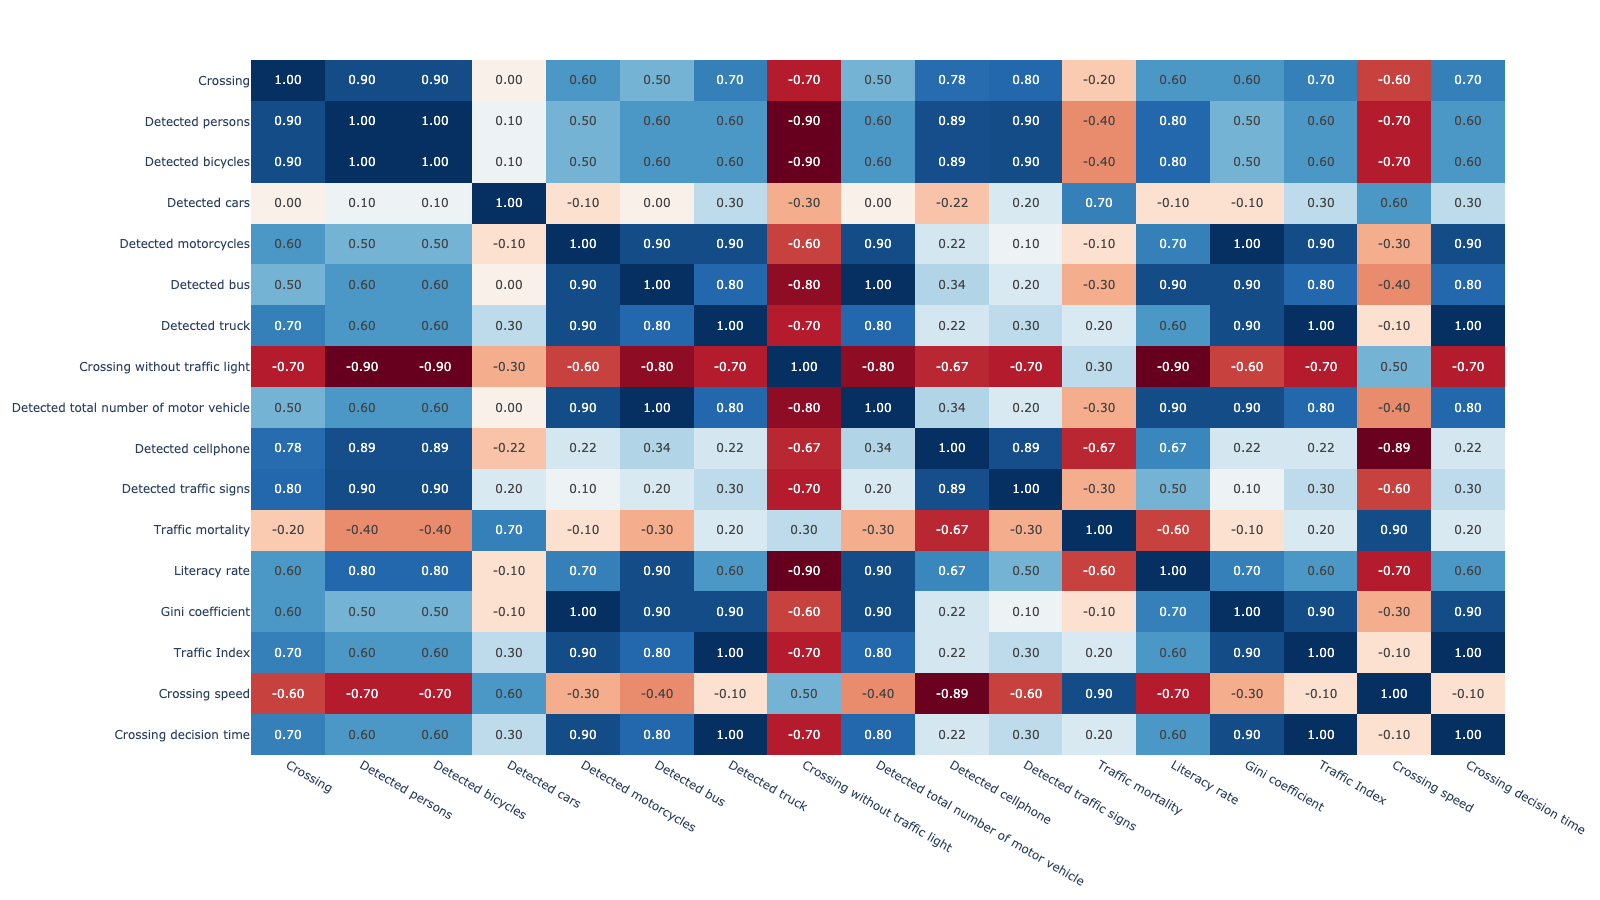 Crossing 1.00 0.90 0.90 0.00 0.60 0.50 0.70 -0.70 0.50 0.78 0.80 -0.20 0.60 0.60 0.70 -0.60 0.70
Detected persons 0.90 1.00 1.00 0.10 0.50 0.60 0.60 -0.90 0.60 0.89 0.90 -0.40 0.80 0.50 0.60 -0.70 0.60
Detected bicycles 0.90 1.00 1.00 0.10 0.50 0.60 0.60 -0.90 0.60 0.89 0.90 -0.40 0.80 0.50 0.60 -0.70 0.60
Detected cars 0.00 0.10 0.10 1.00 -0.10 0.00 0.30 -0.30 0.00 -0.22 0.20 0.70 -0.10 -0.10 0.30 0.60 0.30
Detected motorcycles 0.60 0.50 0.50 -0.10 1.00 0.90 0.90 -0.60 0.90 0.22 0.10 -0.10 0.70 1.00 0.90 -0.30 0.90
Detected bus 0.50 0.60 0.60 0.00 0.90 1.00 0.80 -0.80 1.00 0.34 0.20 -0.30 0.90 0.90 0.80 -0.40 0.80
Detected truck 0.70 0.60 0.60 0.30 0.90 0.80 1.00 -0.70 0.80 0.22 0.30 0.20 0.60 0.90 1.00 -0.10 1.00
Crossing without traffic light -0.70 -0.90 -0.90 -0.30 -0.60 -0.80 -0.70 1.00 -0.80 -0.67 -0.70 0.30 -0.90 -0.60 -0.70 0.50 -0.70
Detected total number of motor vehicle 0.50 0.60 0.60 0.00 0.90 1.00 0.80 -0.80 1.00 0.34 0.20 -0.30 0.90 0.90 0.80 -0.40 0.80
Detected cellphone 0.78 0.89 0.89 -0.22 0.22 0.34 0.22 -0.67 0.34 1.00 0.89 -0.67 0.67 0.22 0.22 -0.89 0.22
Detected traffic signs 0.80 0.90 0.90 0.20 0.10 0.20 0.30 -0.70 0.20 0.89 1.00 -0.30 0.50 0.10 0.30 -0.60 0.30
Traffic mortality -0.20 -0.40 -0.40 0.70 -0.10 -0.30 0.20 0.30 -0.30 -0.67 -0.30 1.00 -0.60 -0.10 0.20 0.90 0.20
Literacy rate 0.60 0.80 0.80 -0.10 0.70 0.90 0.60 -0.90 0.90 0.67 0.50 -0.60 1.00 0.70 0.60 -0.70 0.60
Gini coefficient 0.60 0.50 0.50 -0.10 1.00 0.90 0.90 -0.60 0.90 0.22 0.10 -0.10 0.70 1.00 0.90 -0.30 0.90
Traffic Index 0.70 0.60 0.60 0.30 0.90 0.80 1.00 -0.70 0.80 0.22 0.30 0.20 0.60 0.90 1.00 -0.10 1.00
Crossing speed -0.60 -0.70 -0.70 0.60 -0.30 -0.40 -0.10 0.50 -0.40 -0.89 -0.60 0.90 -0.70 -0.30 -0.10 1.00 -0.10
Crossing decision time 0.70 0.60 0.60 0.30 0.90 0.80 1.00 -0.70 0.80 0.22 0.30 0.20 0.60 0.90 1.00 -0.10 1.00
Crossing
Detected persons
Detected bicycles
Detected cars
Detected motorcycles
Detected bus
Detected truck
Crossing without traffic light
Detected total number of motor vehicle
Detected cellphone
Detected traffic signs
Traffic mortality
Literacy rate
Gini coefficient
Traffic Index
Crossing speed
Crossing decision time